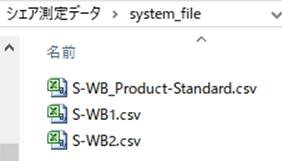 シェア測定データ > system_file
名前
S-WB_Product-Standard.csv
S-WB1.csv
S-WB2.csv